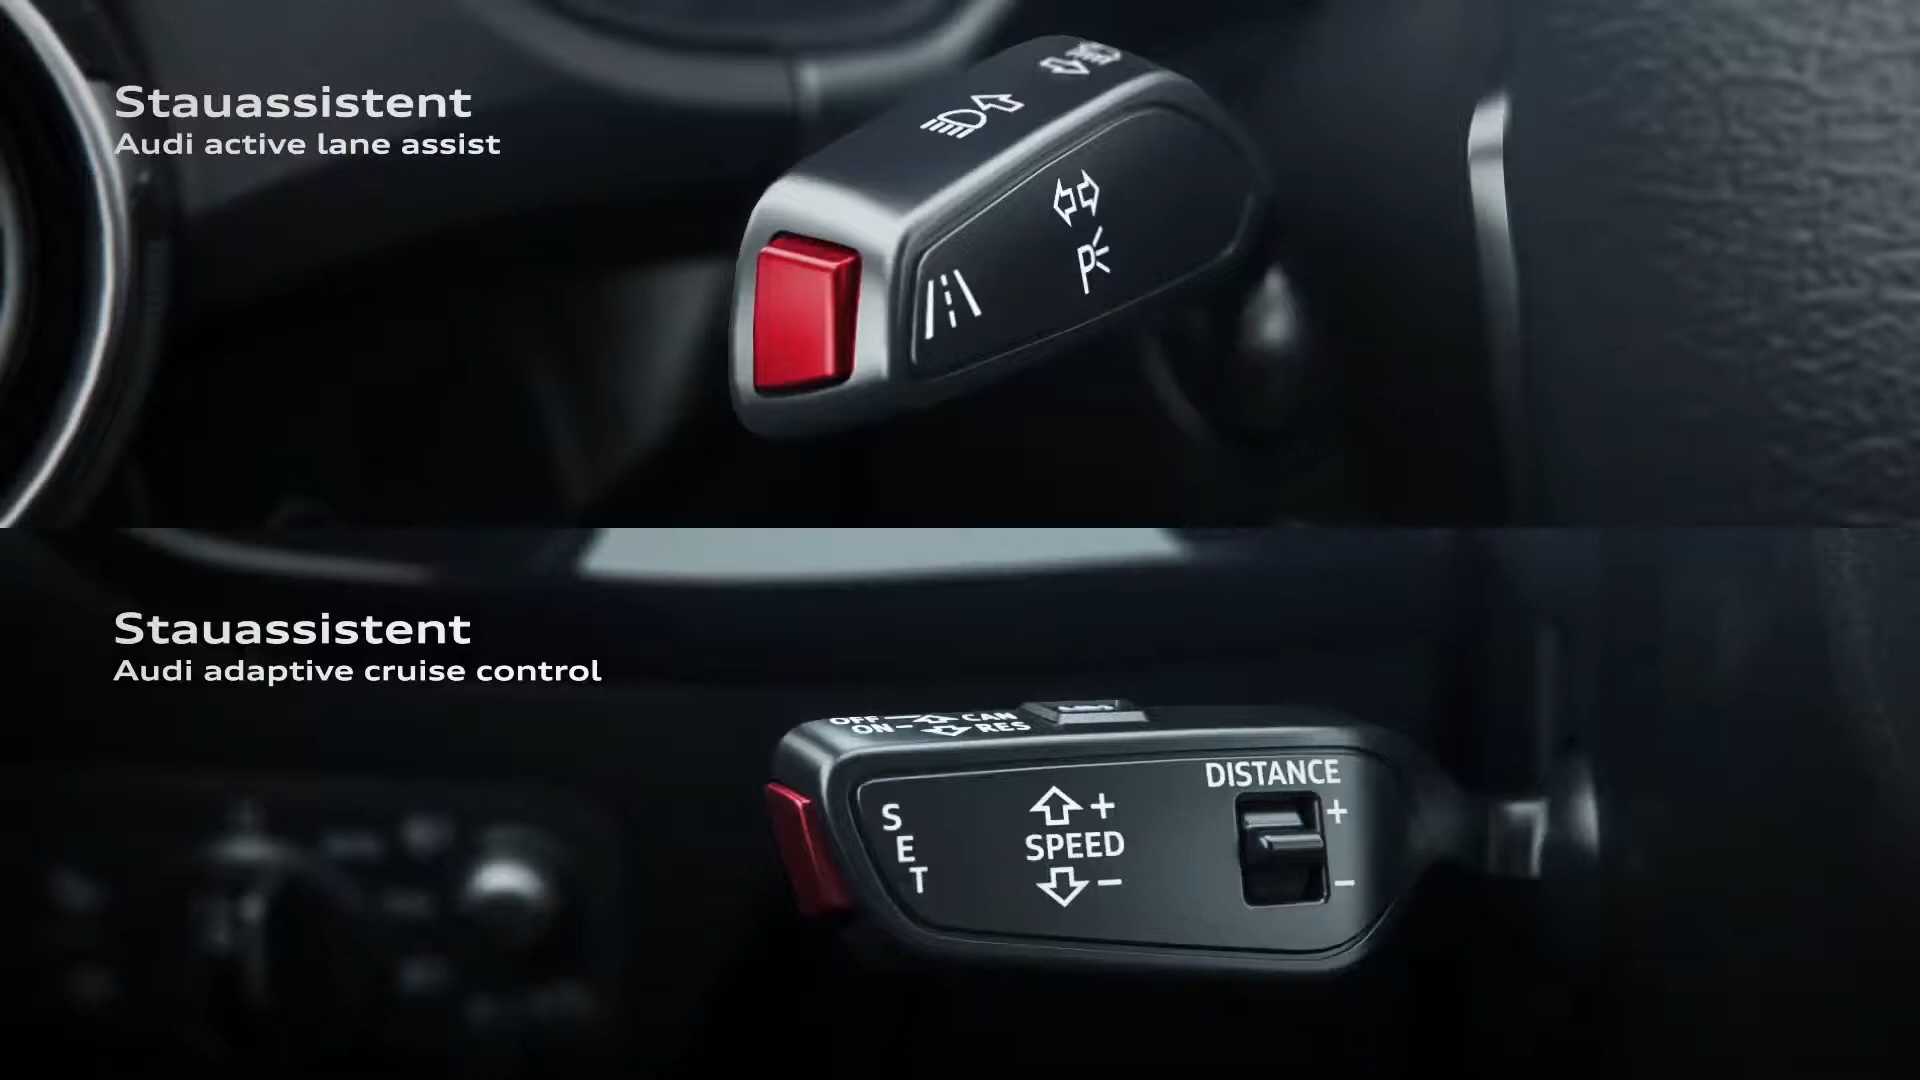 Stauassistent
Audi active lane assist
P
Stauassistent
Audi adaptive cruise control
OFF CAN
ON RES
DISTANCE
SET
+
SPEED
−
+
−